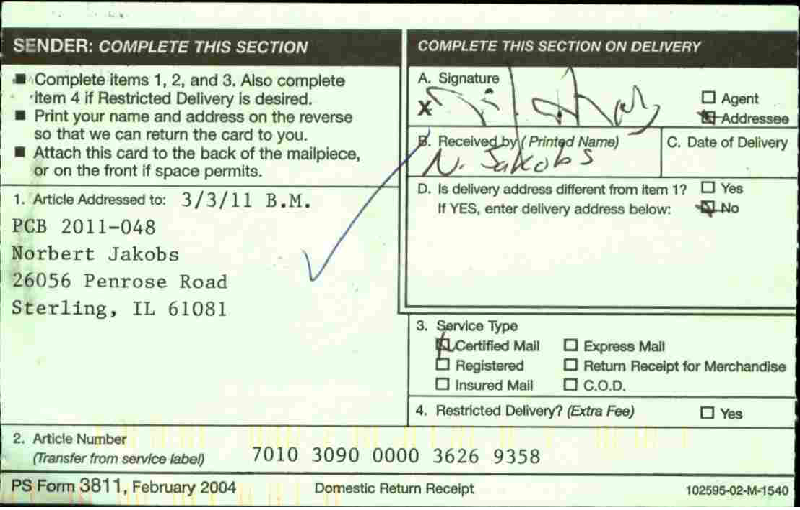 SENDER: COMPLETE THIS SECTION
■ Complete items 1, 2, and 3. Also complete
item 4 if Restricted Delivery is desired.
■ Print your name and address on the reverse
so that we can return the card to you.
■ Attach this card to the back of the mailpiece,
or on the front if space permits.
1. Article Addressed to: 3/3/11 B.M.
PCB 2011-048
Norbert Jakobs
26056 Penrose Road
Sterling, IL 61081
2. Article Number
(Transfer from service label) 7010 3090 0000 3626 9358
COMPLETE THIS SECTION ON DELIVERY
A. Signature
X
☐ Agent
☒ Addressee
B. Received by (Printed Name)
N. Jakobs
C. Date of Delivery
D. Is delivery address different from item 1? ☐ Yes
If YES, enter delivery address below: ☒ No
3. Service Type
☒ Certified Mail ☐ Express Mail
☐ Registered ☐ Return Receipt for Merchandise
☐ Insured Mail ☐ C.O.D.
4. Restricted Delivery? (Extra Fee) ☐ Yes
PS Form 3811, February 2004 Domestic Return Receipt 102595-02-M-1540